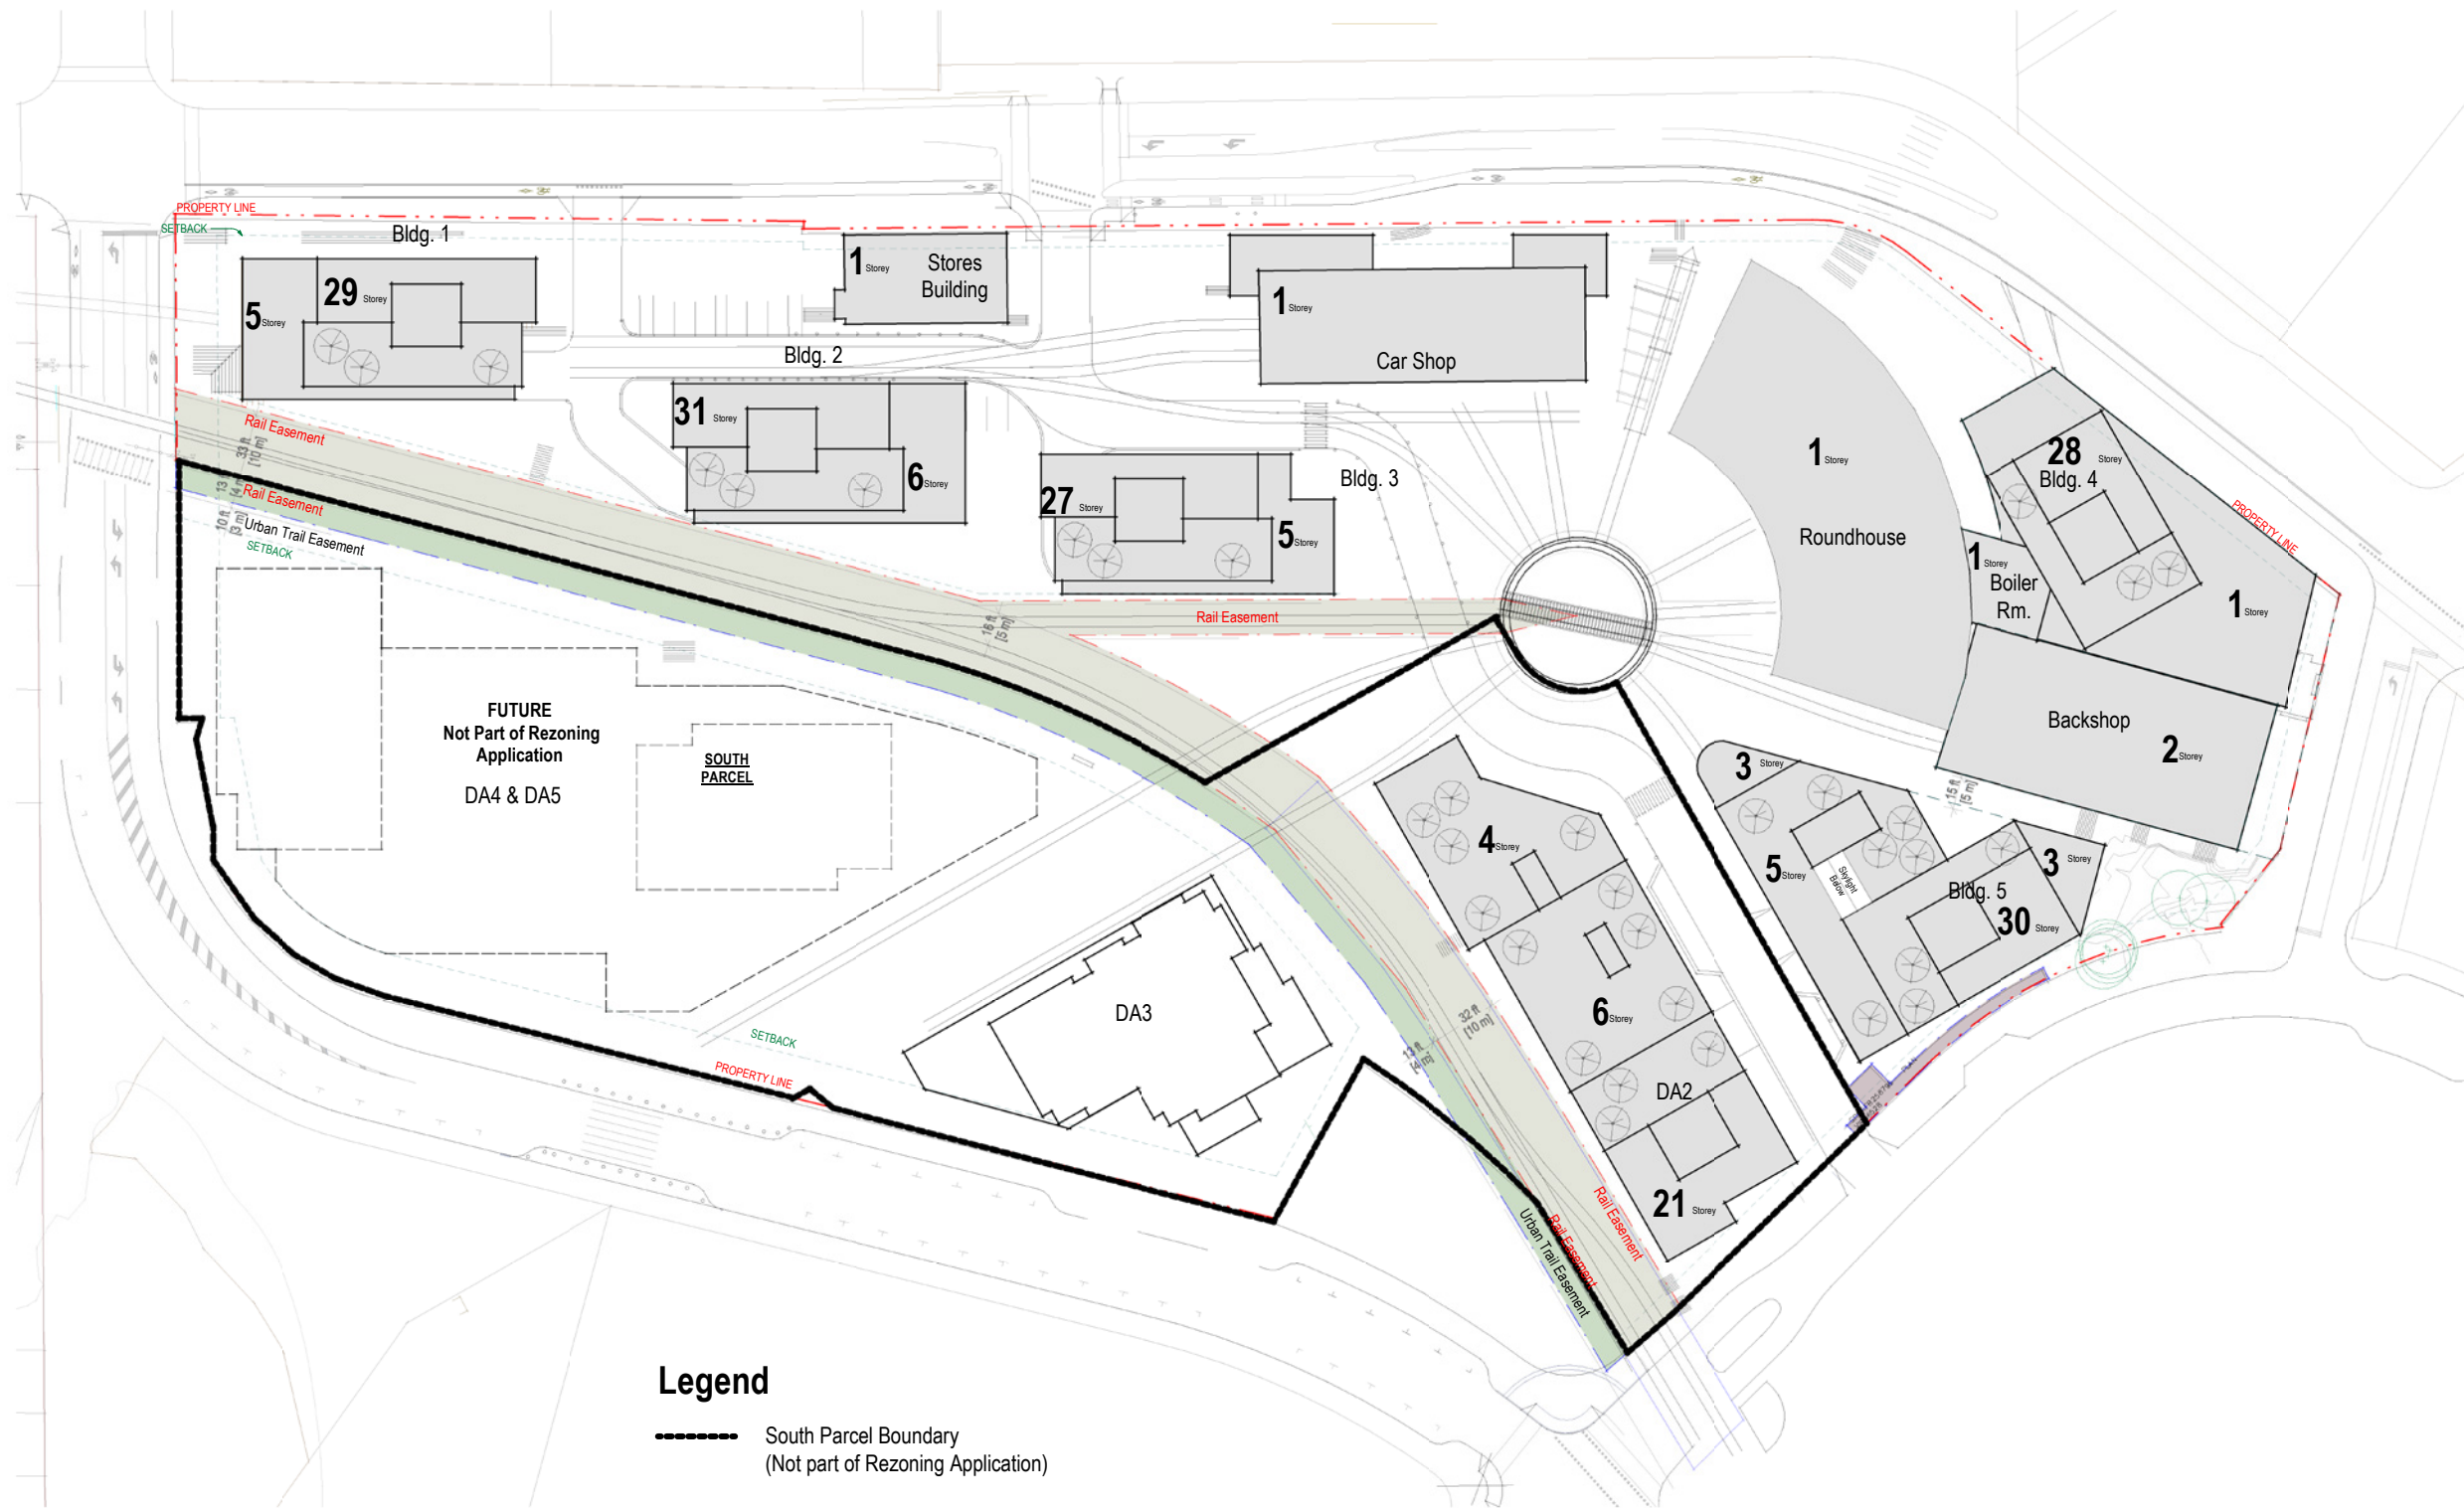 PROPERTY LINE
SETBACK
Bldg. 1
29 Storey
5 Storey
1 Storey
Stores
Building
1 Storey
Car Shop
Bldg. 2
31 Storey
6 Storey
Bldg. 3
27 Storey
5 Storey
1 Storey
Roundhouse
28 Storey
Bldg. 4
1 Storey
Boiler
Rm.
1 Storey
PROPERTY LINE
Backshop
2 Storey
Rail Easement
33 ft
[10 m]
Rail Easement
13 ft
[4 m]
Urban Trail Easement
10 ft
[3 m]
SETBACK
Rail Easement
16 ft
[5 m]
FUTURE
Not Part of Rezoning
Application
DA4 & DA5
SOUTH
PARCEL
3 Storey
5 Storey
Skylight
Below
15 ft
[5 m]
3 Storey
Bldg. 5
30 Storey
4 Storey
6 Storey
DA2
21 Storey
DA3
32 ft
[10 m]
13 ft
[4 m]
SETBACK
PROPERTY LINE
Rail Easement
Rail Easement
Urban Trail Easement
PLAN
Legend
South Parcel Boundary
(Not part of Rezoning Application)